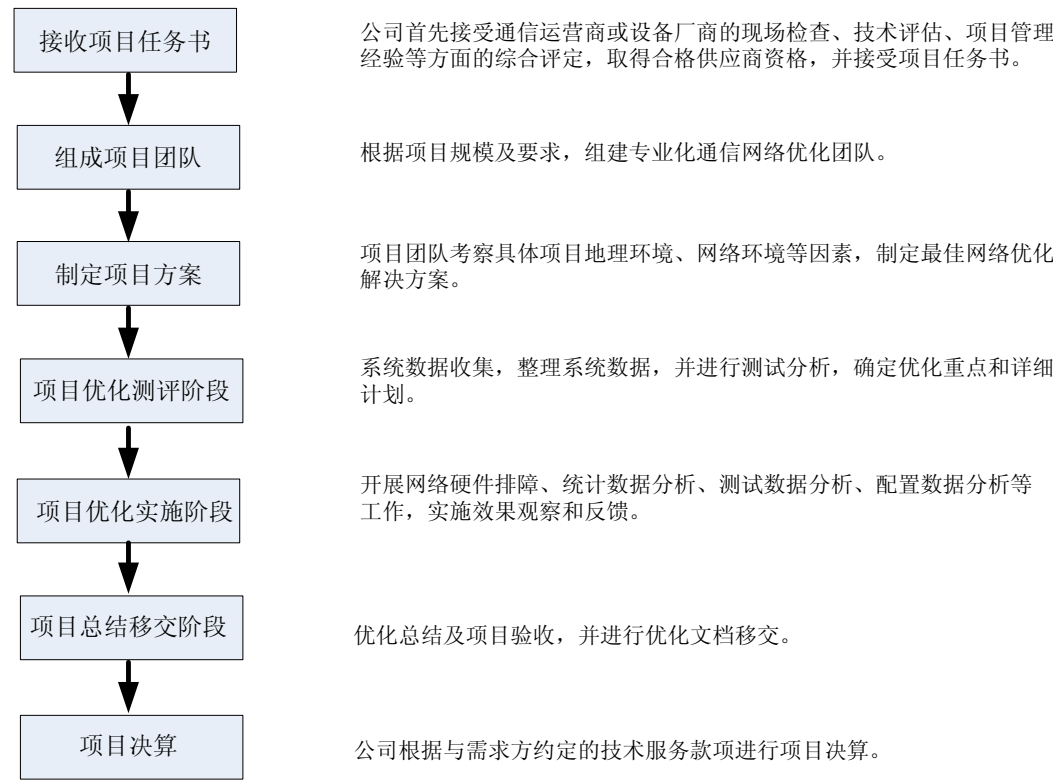 接收项目任务书
公司首先接受通信运营商或设备厂商的现场检查、技术评估、项目管理
经验等方面的综合评定，取得合格供应商资格，并接受项目任务书。
组成项目团队
根据项目规模及要求，组建专业化通信网络优化团队。
制定项目方案
项目团队考察具体项目地理环境、网络环境等因素，制定最佳网络优化
解决方案。
项目优化测评阶段
系统数据收集，整理系统数据，并进行测试分析，确定优化重点和详细
计划。
项目优化实施阶段
开展网络硬件排障、统计数据分析、测试数据分析、配置数据分析等
工作，实施效果观察和反馈。
项目总结移交阶段
优化总结及项目验收，并进行优化文档移交。
项目决算
公司根据与需求方约定的技术服务款项进行项目决算。